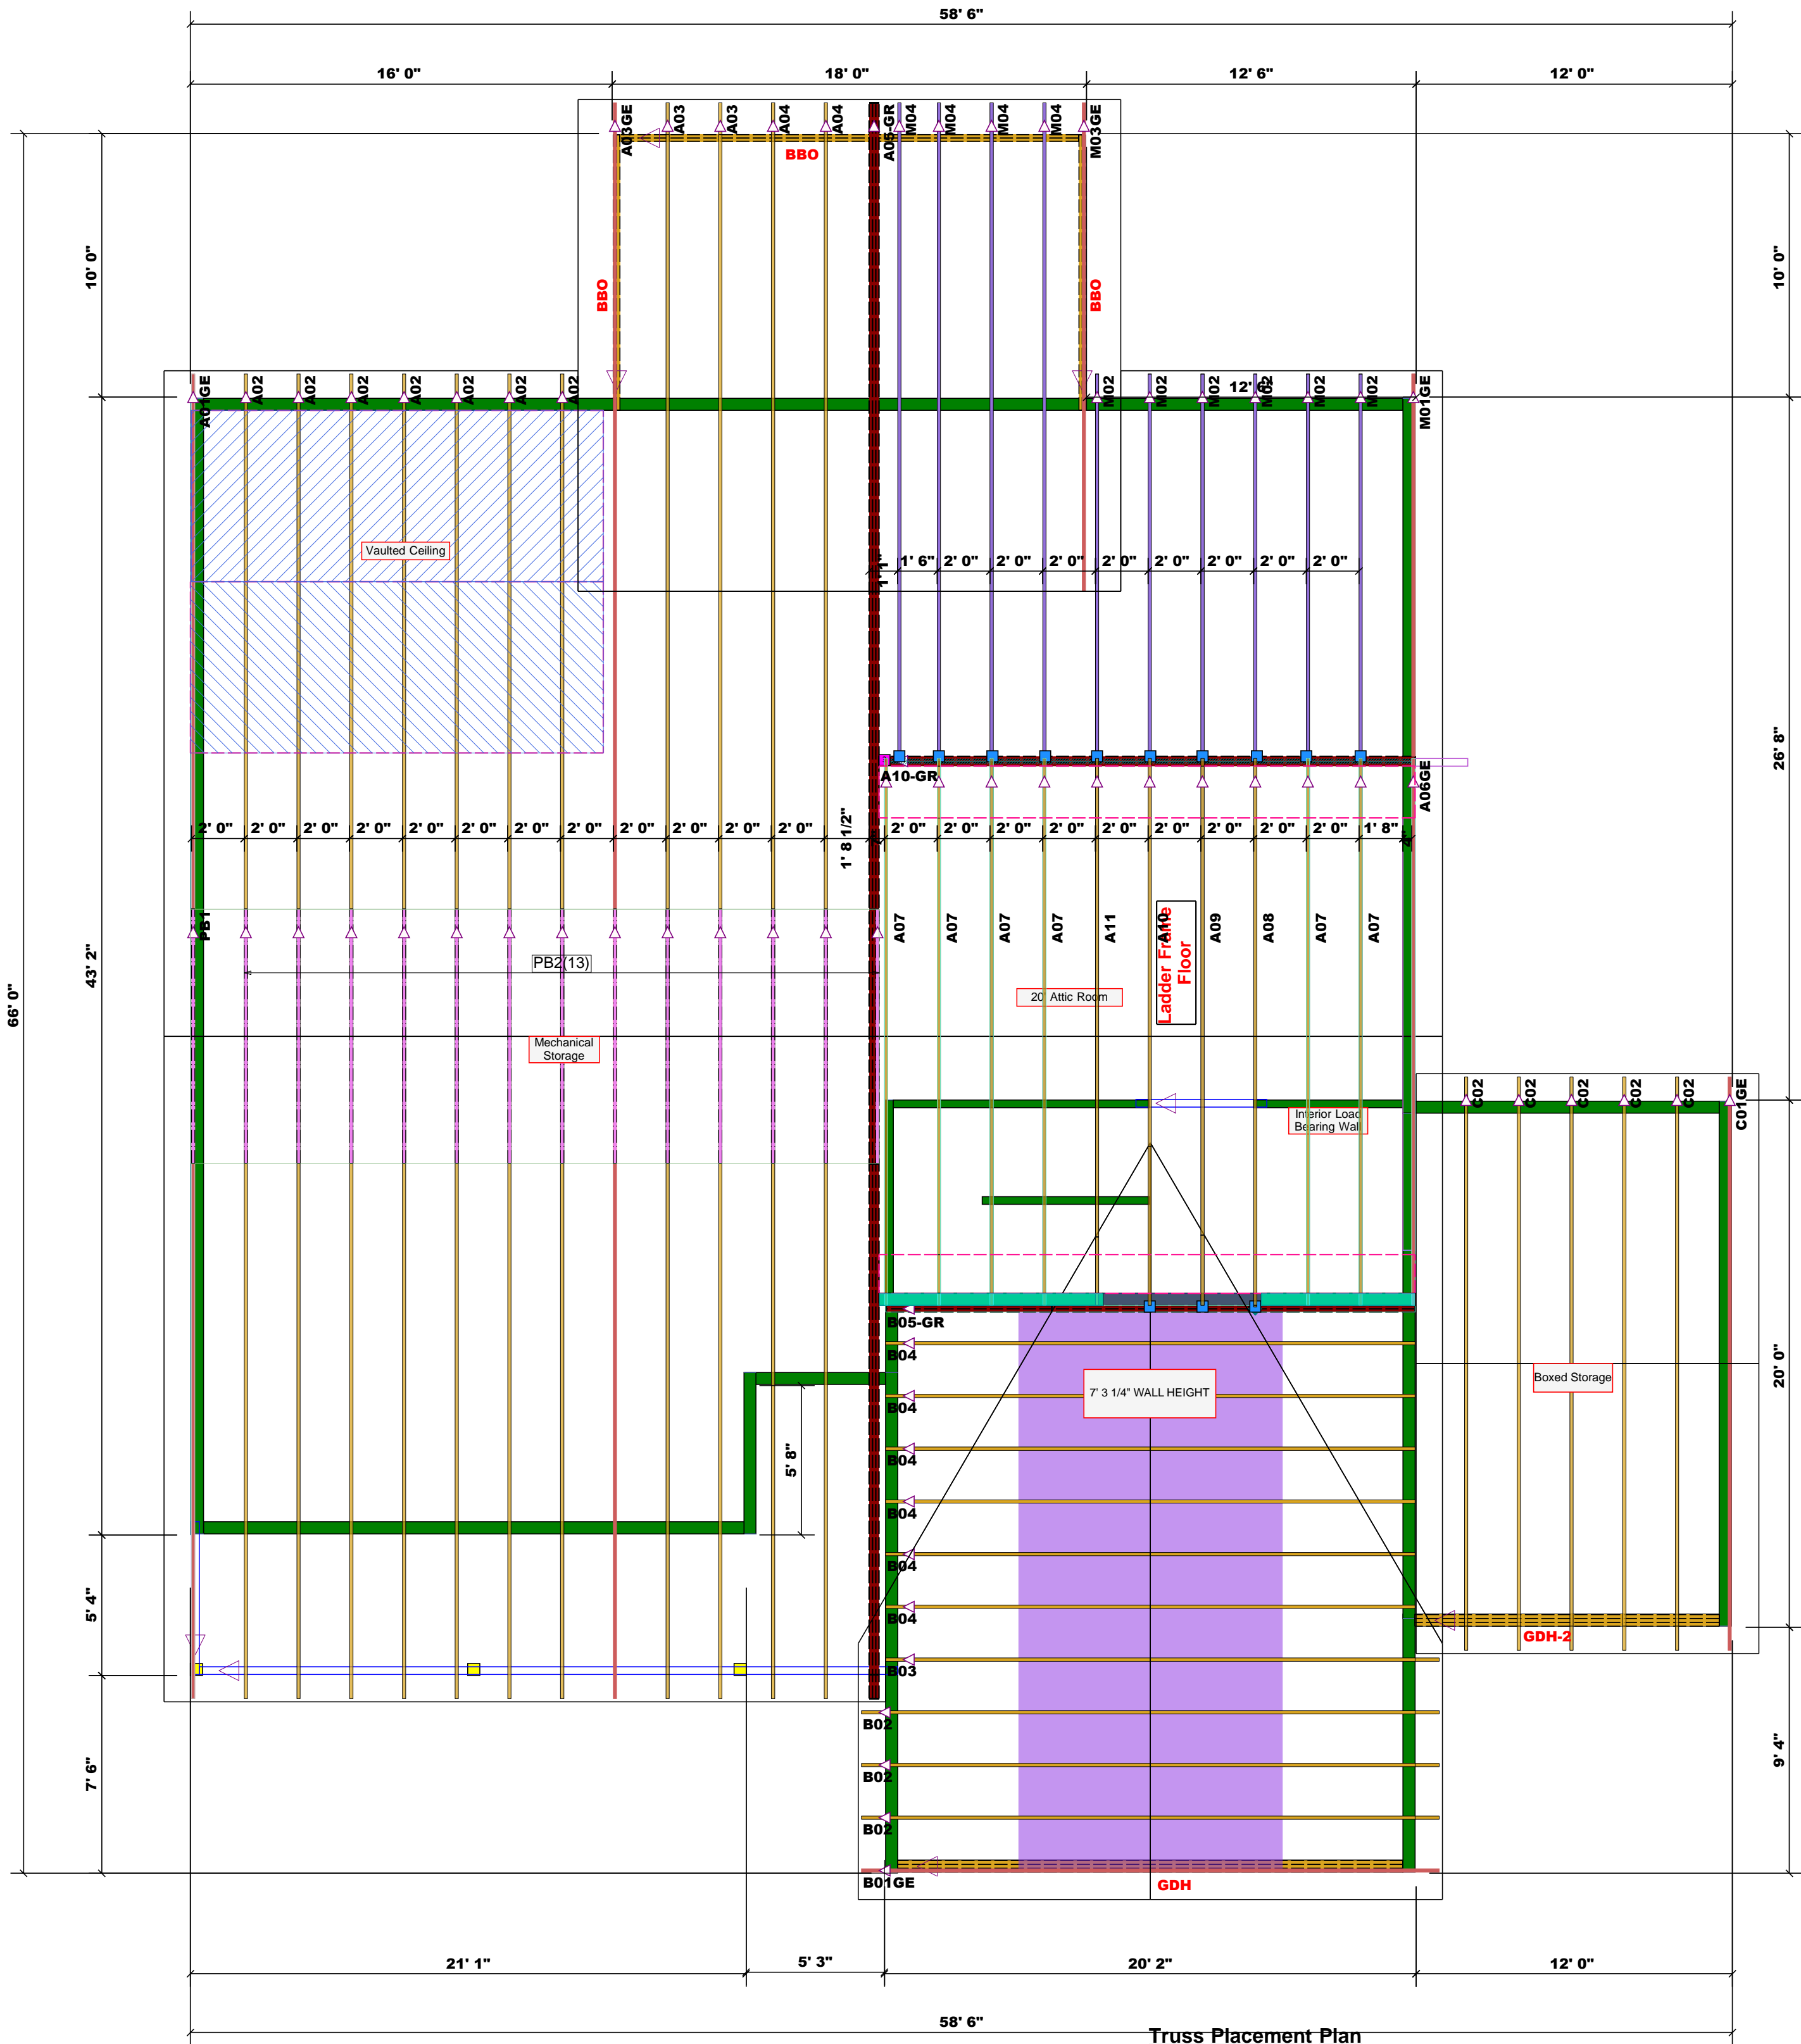 58' 6"
16' 0"
18' 0"
12' 6"
12' 0"
A03GE
A03
A03
A04
A04
A05-GR
M04
M04
M04
M04
M03GE
BBO
BBO
BBO
10' 0"
10' 0"
A01GE
A02
A02
A02
A02
A02
A02
A02
M02
M02
M02
M02
M02
M02
M01GE
12' 6"
Vaulted Ceiling
1' 1"
1' 6"
2' 0"
2' 0"
2' 0"
2' 0"
2' 0"
2' 0"
2' 0"
2' 0"
26' 8"
A10-GR
A06GE
2' 0"
2' 0"
2' 0"
2' 0"
2' 0"
2' 0"
2' 0"
2' 0"
2' 0"
2' 0"
2' 0"
2' 0"
1' 8 1/2"
2' 0"
2' 0"
2' 0"
2' 0"
2' 0"
2' 0"
2' 0"
2' 0"
2' 0"
1' 8"
4"
PB1
A07
A07
A07
A07
A11
A10
A09
A08
A07
A07
Ladder Frame
Floor
PB2(13)
43' 2"
66' 0"
20' Attic Room
Mechanical
Storage
Interior Load
Bearing Wall
C02
C02
C02
C02
C02
C01GE
B05-GR
B04
B04
B04
B04
B04
B04
B03
B02
B02
B02
B01GE
7' 3 1/4" WALL HEIGHT
Boxed Storage
20' 0"
5' 8"
5' 4"
GDH-2
7' 6"
9' 4"
GDH
21' 1"
5' 3"
20' 2"
12' 0"
58' 6"
Truss Placement Plan